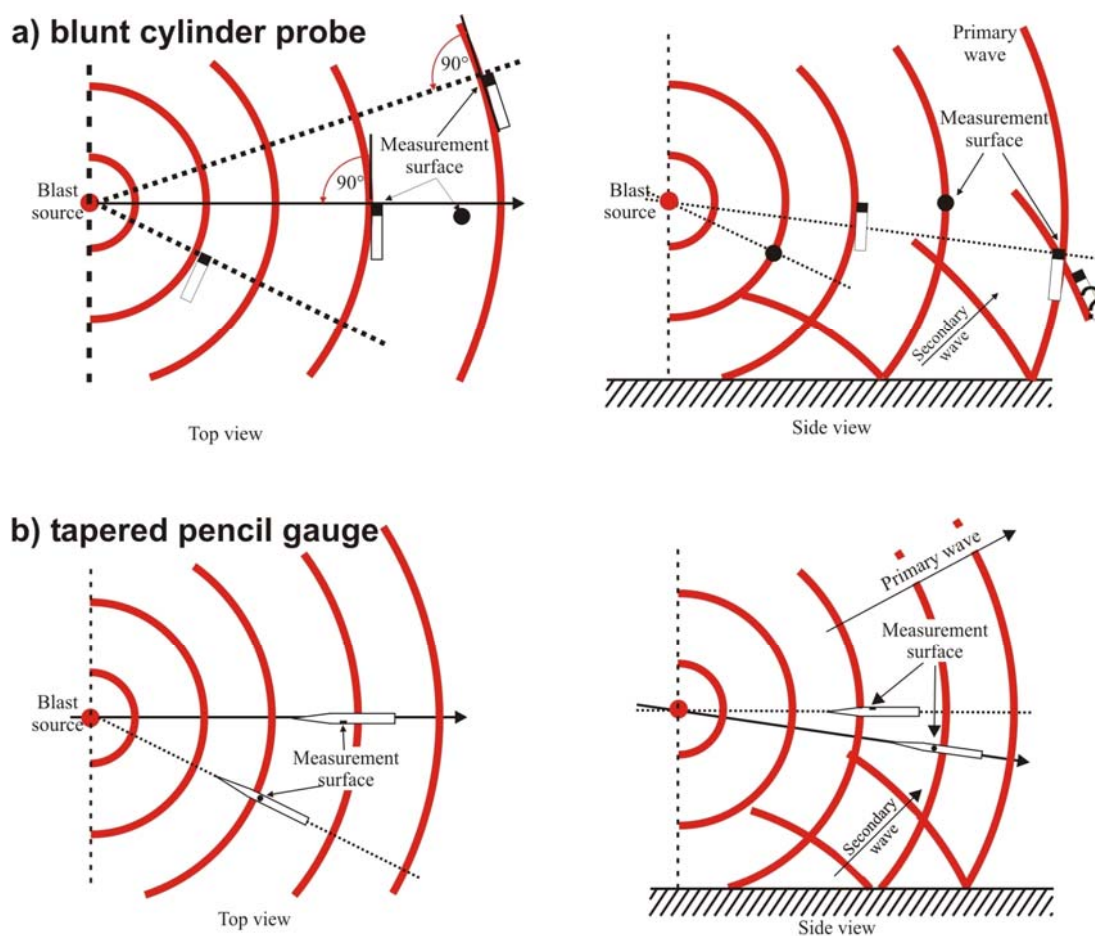 a) blunt cylinder probe
90°
Measurement
surface
90°
Blast
source
Top view
Primary
wave
Measurement
surface
Blast
source
Secondary
wave
Side view
b) tapered pencil gauge
Blast
source
Measurement
surface
Top view
Primary wave
Measurement
surface
Secondary
wave
Side view